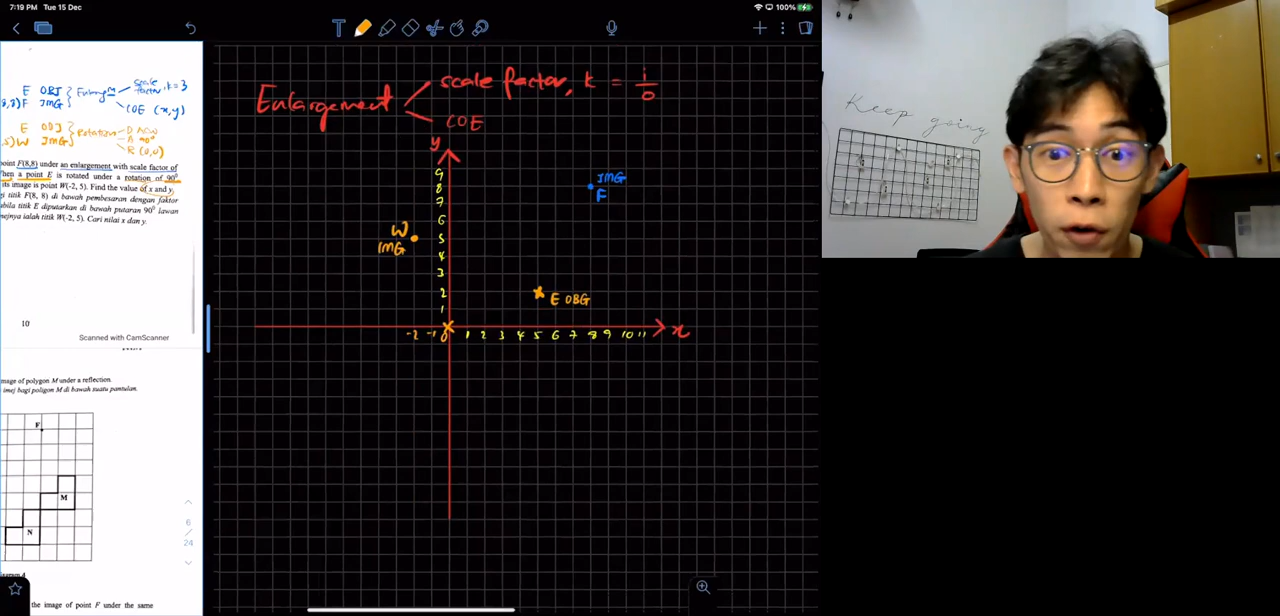 7:19 PM Tue 15 Dec
100%
E OBJ
scale factor, k = 3
8,8) F IMG
COE (x, y)
E OBJ
Rotation
D ACW
A 90°
5) W IMG
R (0,0)
point F(8,8) under an enlargement with scale factor of
hen a point E is rotated under a rotation of 90°
its image is point W(-2, 5). Find the value of x and y.
gi titik F(8, 8) di bawah pembesaran dengan faktor
abila titik E diputarkan di bawah putaran 90° lawan
nejnya ialah titik W(-2, 5). Cari nilai x dan y.
10
Scanned with CamScanner
mage of polygon M under a reflection.
imej bagi poligon M di bawah suatu pantulan.
F
M
N
6
/
24
the image of point F under the same
Enlargement
scale factor, k = i/o
COE
y
9
8
7
6
5
4
3
2
1
IMG
F
W
IMG
E OBG
-2 -1 0 1 2 3 4 5 6 7 8 9 10 11 x
Keep going